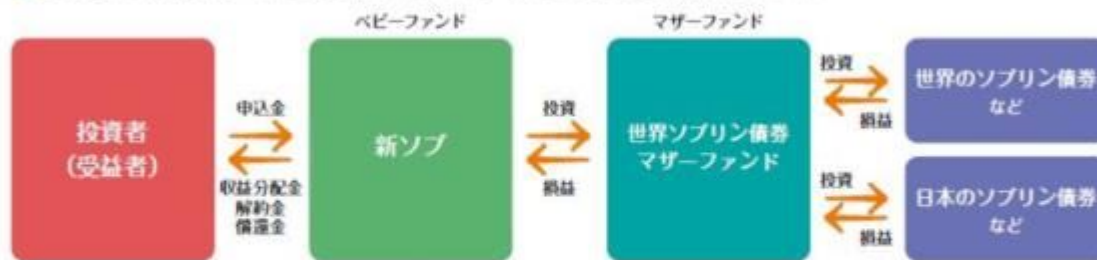 ベビーファンド
マザーファンド
投資者
(受益者)
申込金
収益分配金
解約金
償還金
新ソブ
投資
損益
世界ソブリン債券
マザーファンド
投資
損益
世界のソブリン債券
など
投資
損益
日本のソブリン債券
など